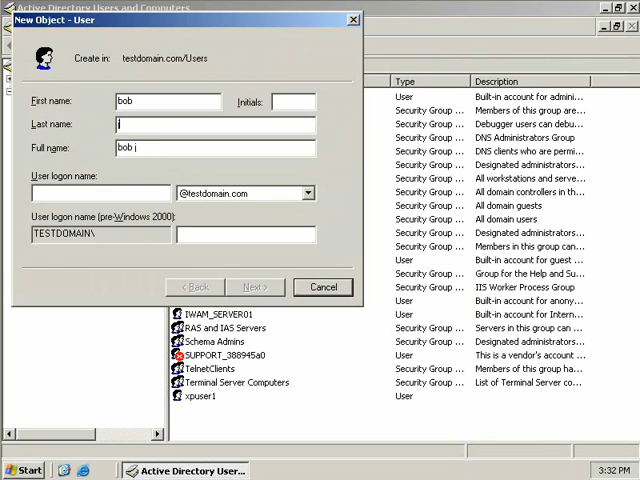 Active Directory Users and Computers
New Object - User
Create in: testdomain.com/Users
First name: bob Initials:
Last name: j
Full name: bob j
User logon name:
@testdomain.com
User logon name (pre-Windows 2000):
TESTDOMAIN\
< Back Next > Cancel
Type Description
User Built-in account for admini...
Security Group ... Members of this group are...
Security Group ... Debugger users can debu...
Security Group ... DNS Administrators Group
Security Group ... DNS clients who are permi...
Security Group ... Designated administrators...
Security Group ... All workstations and serve...
Security Group ... All domain controllers in th...
Security Group ... All domain guests
Security Group ... All domain users
Security Group ... Designated administrators...
Security Group ... Members in this group can...
User Built-in account for guest ...
Security Group ... Group for the Help and Su...
Security Group ... IIS Worker Process Group
User Built-in account for anony...
IWAM_SERVER01 User Built-in account for Intern...
RAS and IAS Servers Security Group ... Servers in this group can ...
Schema Admins Security Group ... Designated administrators...
SUPPORT_388945a0 User This is a vendor's account ...
TelnetClients Security Group ... Members of this group ha...
Terminal Server Computers Security Group ... List of Terminal Server co...
xpuser1 User
Start Active Directory User... 3:32 PM